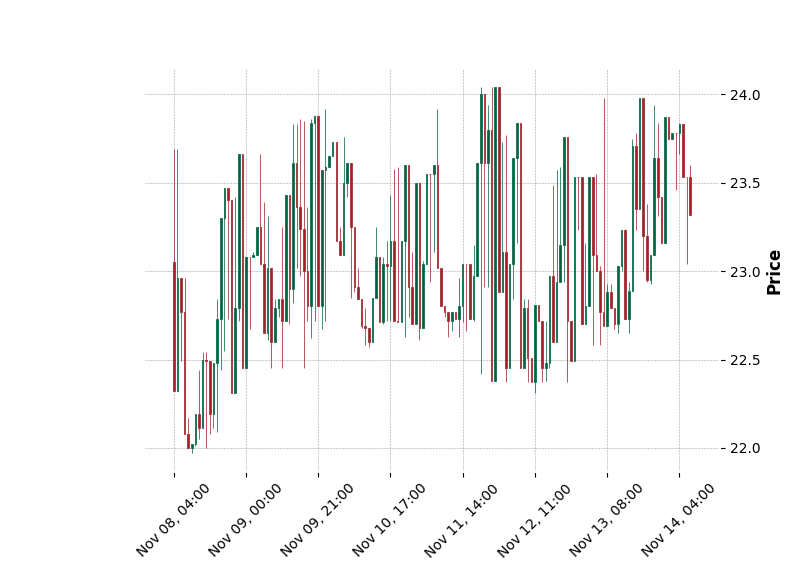 24.0
23.5
23.0
22.5
22.0
Price
Nov 08, 04:00
Nov 09, 00:00
Nov 09, 21:00
Nov 10, 17:00
Nov 11, 14:00
Nov 12, 11:00
Nov 13, 08:00
Nov 14, 04:00